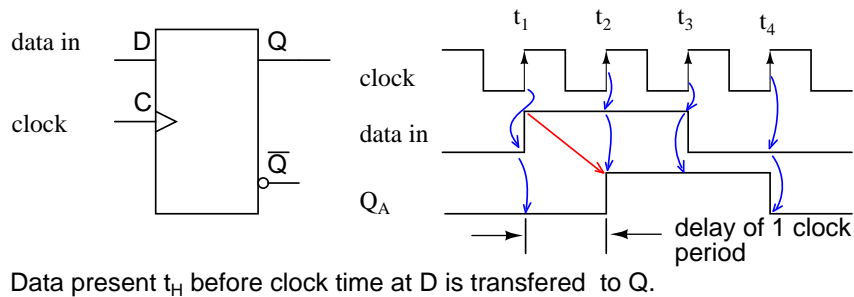 t1 t2 t3 t4
data in D Q
C clock
clock
data in
Q
QA
delay of 1 clock
period
Data present tH before clock time at D is transfered to Q.